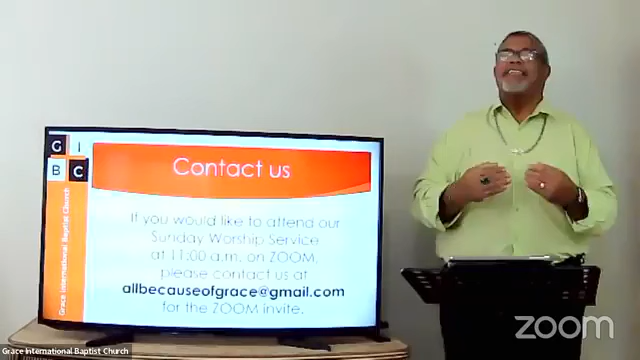 G I
B C
Grace International Baptist Church
Contact us
If you would like to attend our
Sunday Worship Service
at 11:00 a.m. on ZOOM,
please contact us at
allbecauseofgrace@gmail.com
for the ZOOM invite.
Grace International Baptist Church
zoom